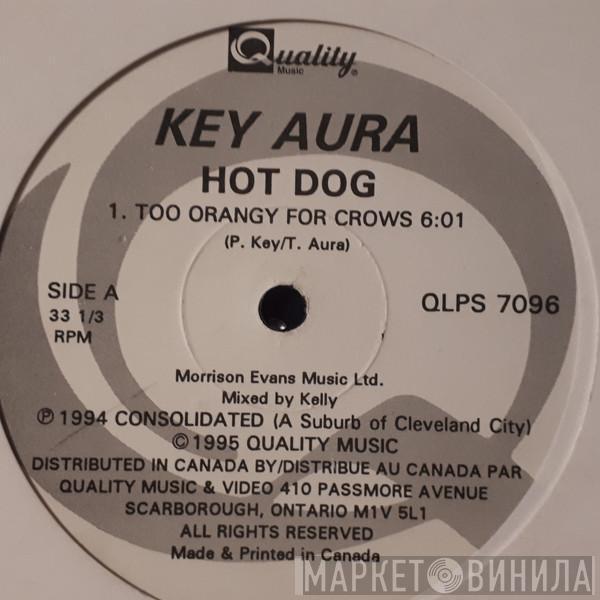 Quality
Music ®
KEY AURA
HOT DOG
1. TOO ORANGY FOR CROWS 6:01
(P. Key/T. Aura)
SIDE A
33 1/3
RPM
QLPS 7096
Morrison Evans Music Ltd.
Mixed by Kelly
℗ 1994 CONSOLIDATED (A Suburb of Cleveland City)
© 1995 QUALITY MUSIC
DISTRIBUTED IN CANADA BY/DISTRIBUE AU CANADA PAR
QUALITY MUSIC & VIDEO 410 PASSMORE AVENUE
SCARBOROUGH, ONTARIO M1V 5L1
ALL RIGHTS RESERVED
Made & Printed in Canada
МАРКЕТ ВИНИЛА